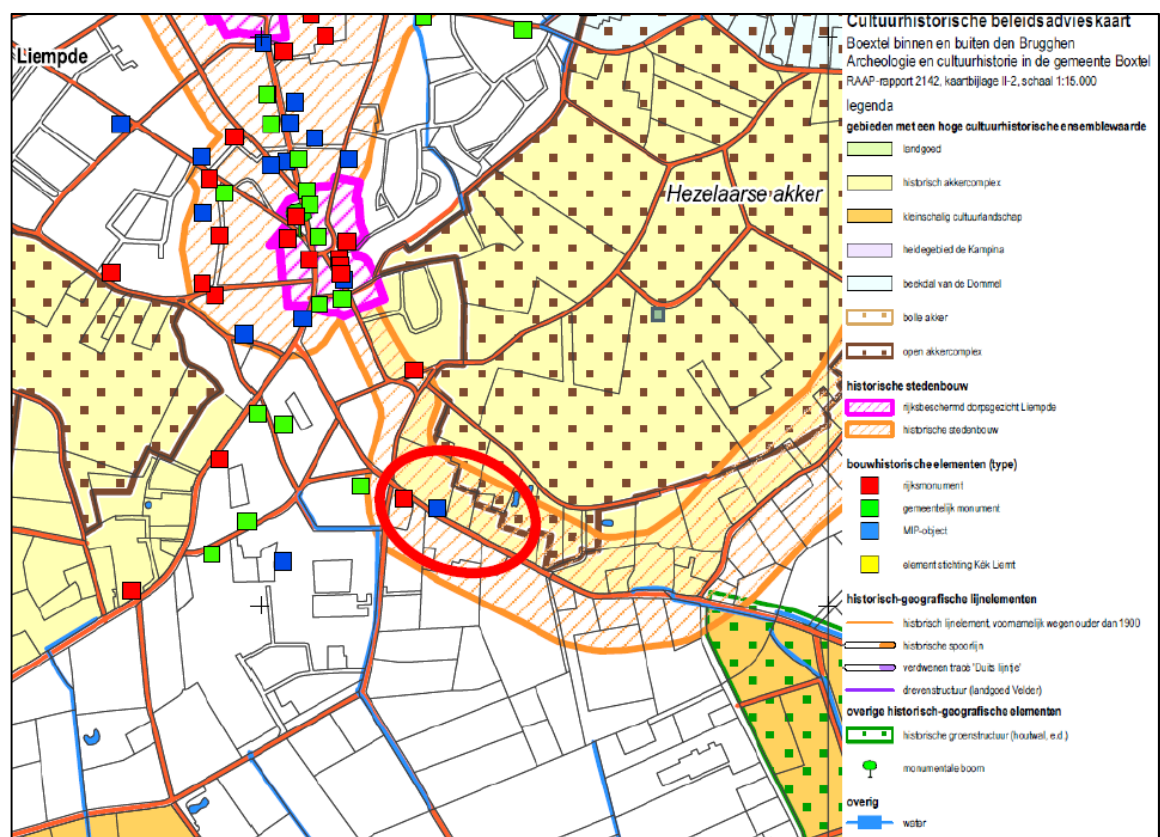 Liempde
Hezelaarse akker
Cultuurhistorische beleidsadvieskaart
Boextel binnen en buiten den Brugghen
Archeologie en cultuurhistorie in de gemeente Boxtel
RAAP-rapport 2142, kaartbijlage II-2, schaal 1:15.000
legenda
gebieden met een hoge cultuurhistorische ensemblewaarde
landgoed
historisch akkercomplex
kleinschalig cultuurlandschap
heidegebied de Kampina
beekdal van de Dommel
bolle akker
open akkercomplex
historische stedenbouw
rijksbeschermd dorpsgezicht Liempde
historische stedenbouw
bouwhistorische elementen (type)
rijksmonument
gemeentelijk monument
MIP-object
element stichting Kèk Liemt
historisch-geografische lijnelementen
historisch lijnelement, voornamelijk wegen ouder dan 1900
historische spoorlijn
verdwenen tracé 'Duits lijntje'
drevenstructuur (landgoed Velder)
overige historisch-geografische elementen
historische groenstructuur (houtwal, e.d.)
monumentale boom
overig
water